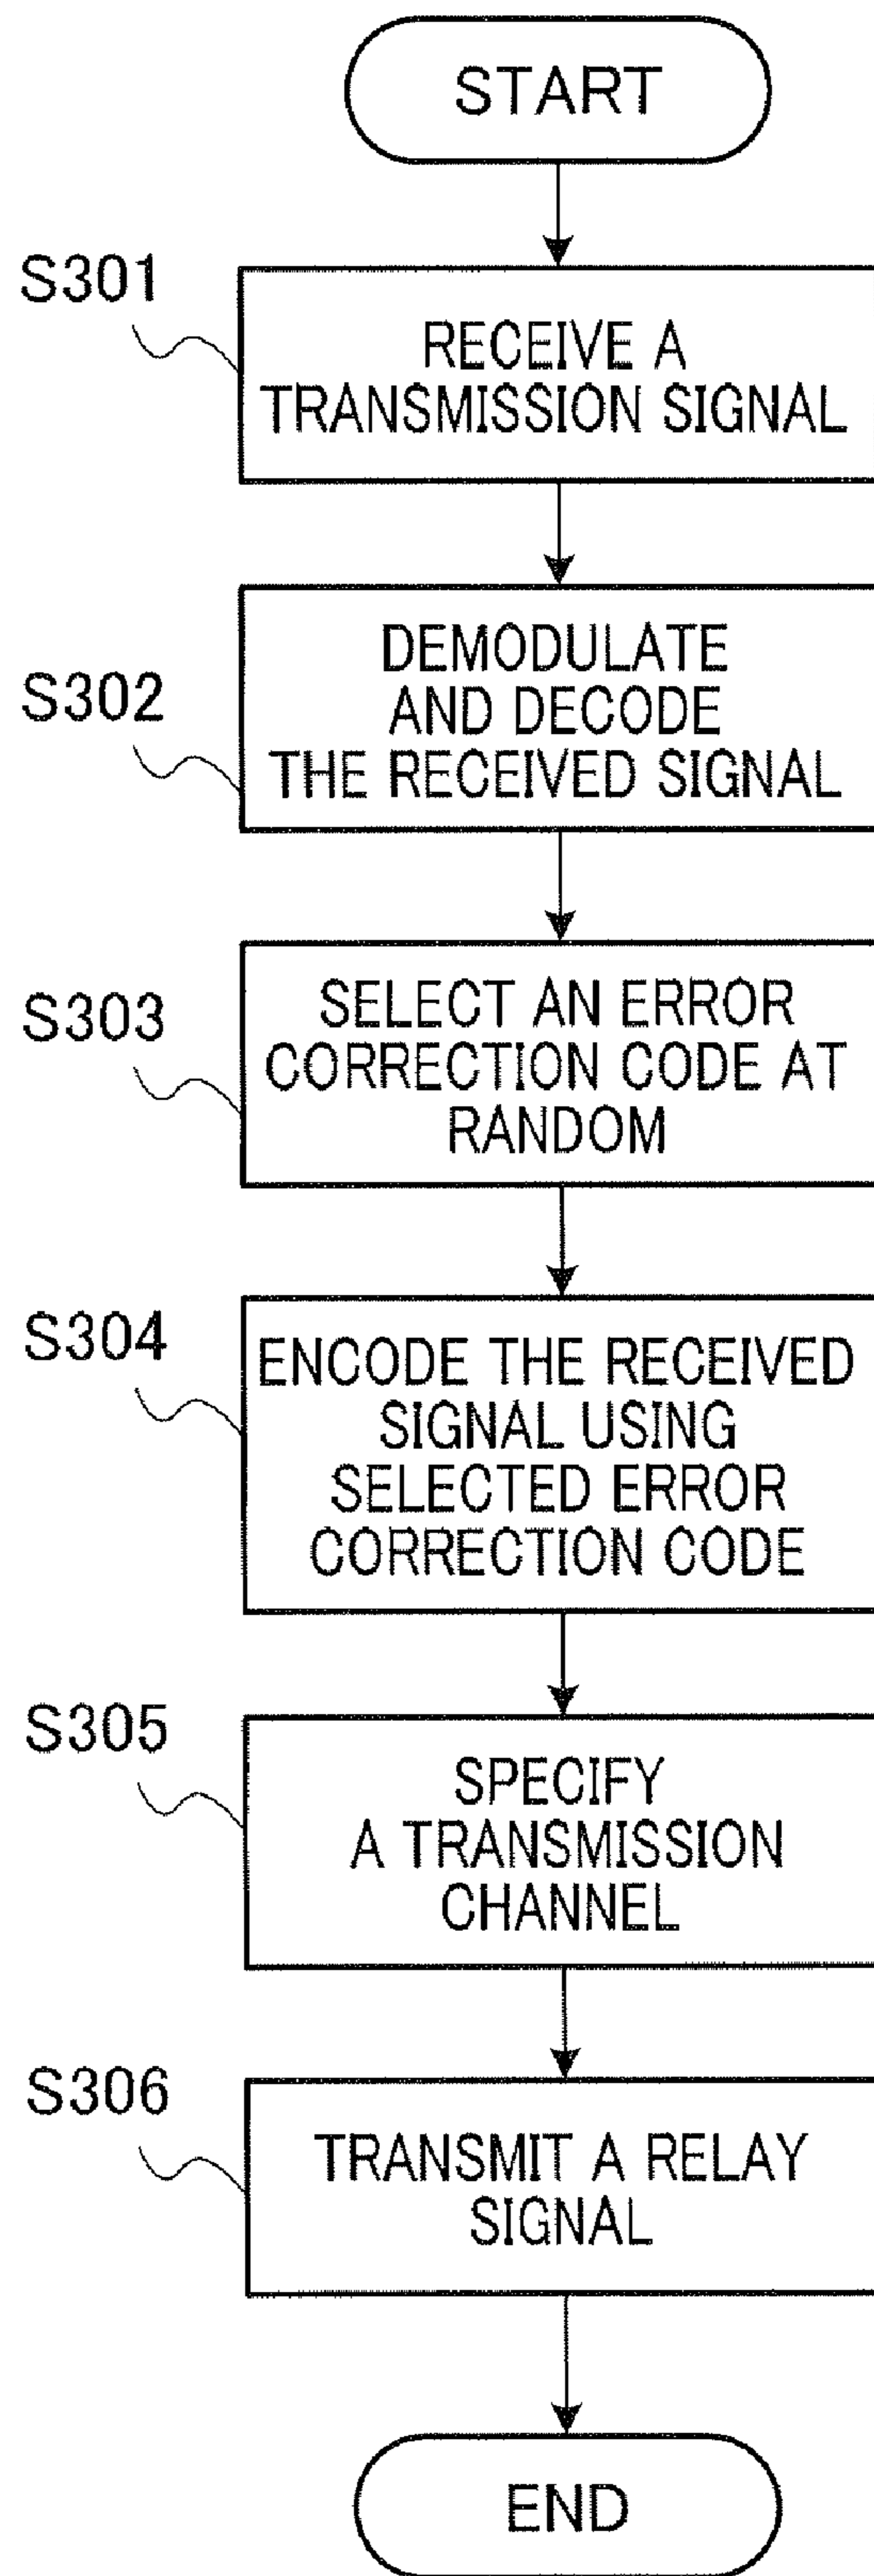 START
S301
RECEIVE A
TRANSMISSION SIGNAL
S302
DEMODULATE
AND DECODE
THE RECEIVED SIGNAL
S303
SELECT AN ERROR
CORRECTION CODE AT
RANDOM
S304
ENCODE THE RECEIVED
SIGNAL USING
SELECTED ERROR
CORRECTION CODE
S305
SPECIFY
A TRANSMISSION
CHANNEL
S306
TRANSMIT A RELAY
SIGNAL
END